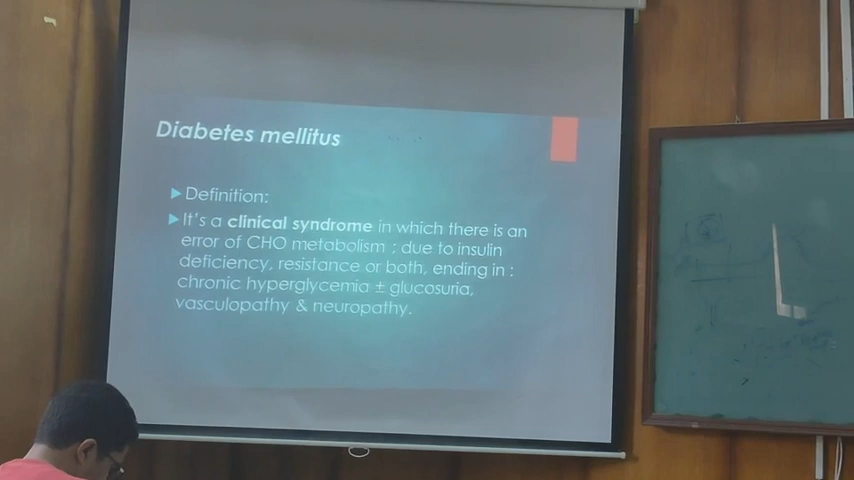 Diabetes mellitus
Definition:
It's a clinical syndrome in which there is an
error of CHO metabolism ; due to insulin
deficiency, resistance or both, ending in :
chronic hyperglycemia ± glucosuria,
vasculopathy & neuropathy.